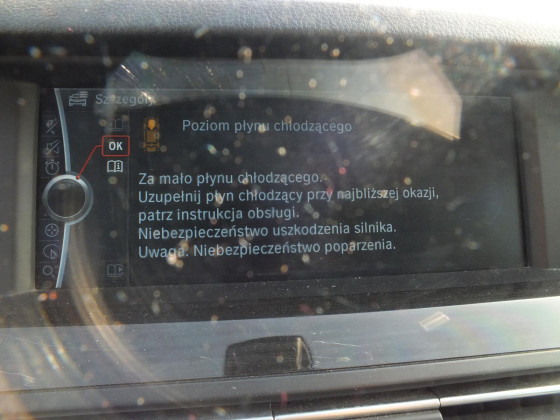 Szczegóły
Poziom płynu chłodzącego
OK
Za mało płynu chłodzącego.
Uzupełnij płyn chłodzący przy najbliższej okazji,
patrz instrukcja obsługi.
Niebezpieczeństwo uszkodzenia silnika.
Uwaga: Niebezpieczeństwo poparzenia.